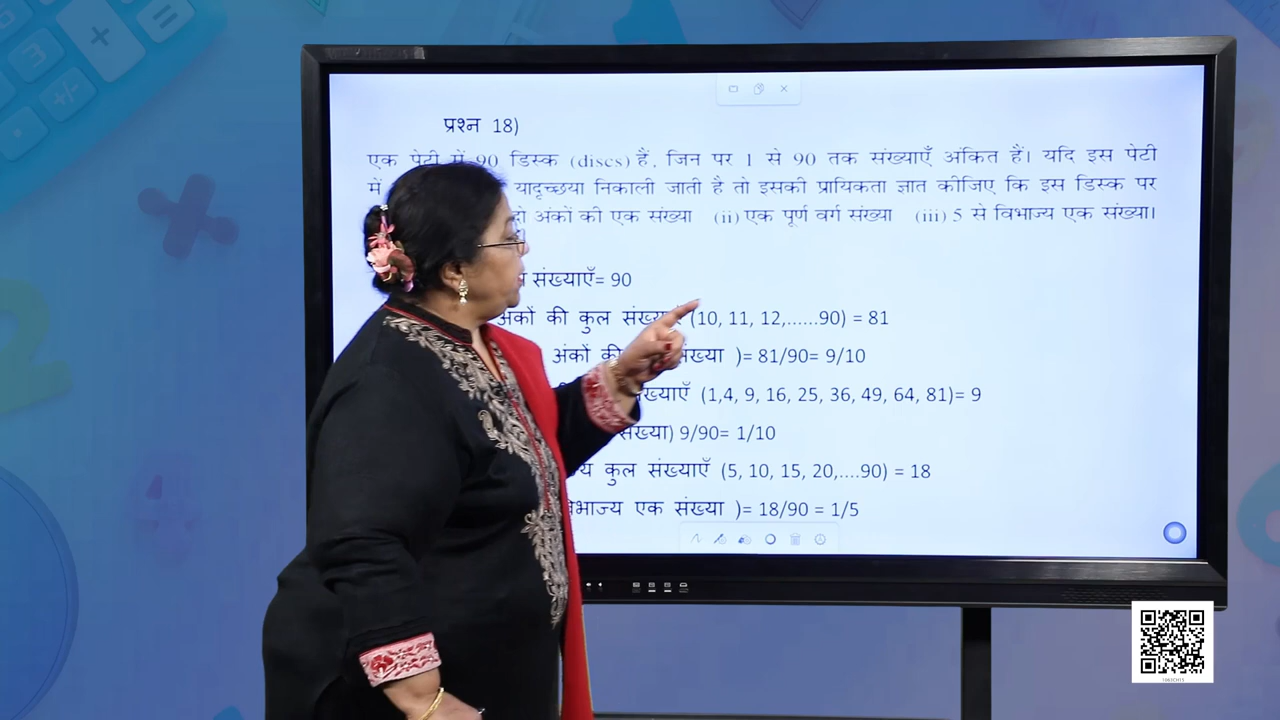 प्रश्न 18)
एक पेटी में 90 डिस्क (discs) हैं, जिन पर 1 से 90 तक संख्याएँ अंकित हैं। यदि इस पेटी
में यादृच्छया निकाली जाती है तो इसकी प्रायिकता ज्ञात कीजिए कि इस डिस्क पर
दो अंकों की एक संख्या (ii) एक पूर्ण वर्ग संख्या (iii) 5 से विभाज्य एक संख्या।
संख्याएँ= 90
अंकों की कुल (10, 11, 12,......90) = 81
अंकों )= 81/90= 9/10
(1,4, 9, 16, 25, 36, 49, 64, 81)= 9
संख्या) 9/90= 1/10
कुल संख्याएँ (5, 10, 15, 20,....90) = 18
एक संख्या )= 18/90 = 1/5